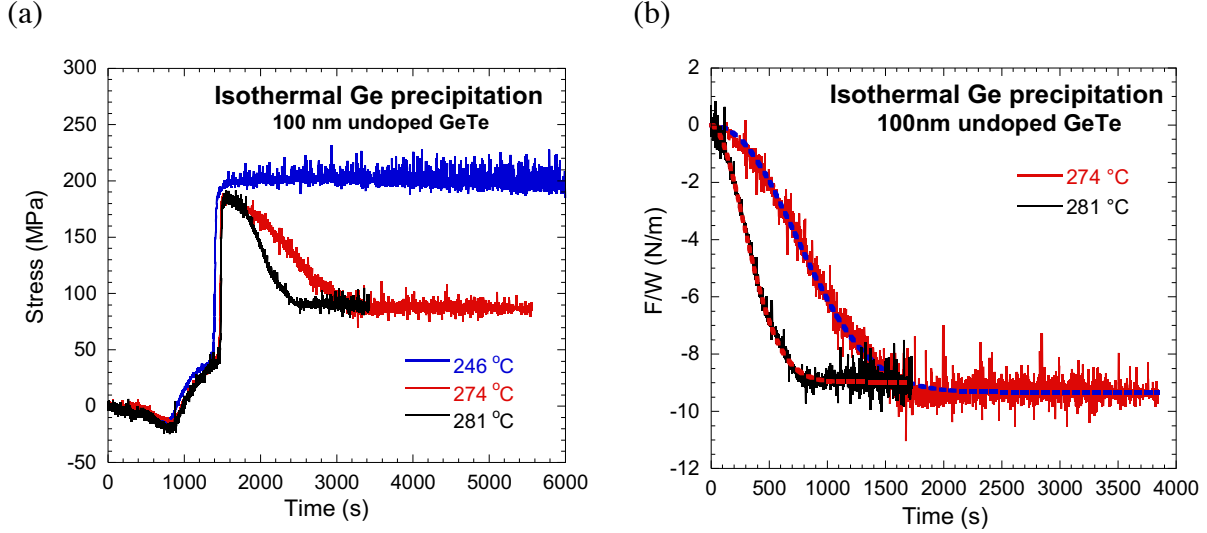 (a)
Isothermal Ge precipitation
100 nm undoped GeTe
Stress (MPa)
300
250
200
150
100
50
0
-50
246 °C
274 °C
281 °C
0 1000 2000 3000 4000 5000 6000
Time (s)
(b)
Isothermal Ge precipitation
100nm undoped GeTe
F/W (N/m)
2
0
-2
-4
-6
-8
-10
-12
274 °C
281 °C
0 500 1000 1500 2000 2500 3000 3500 4000
Time (s)